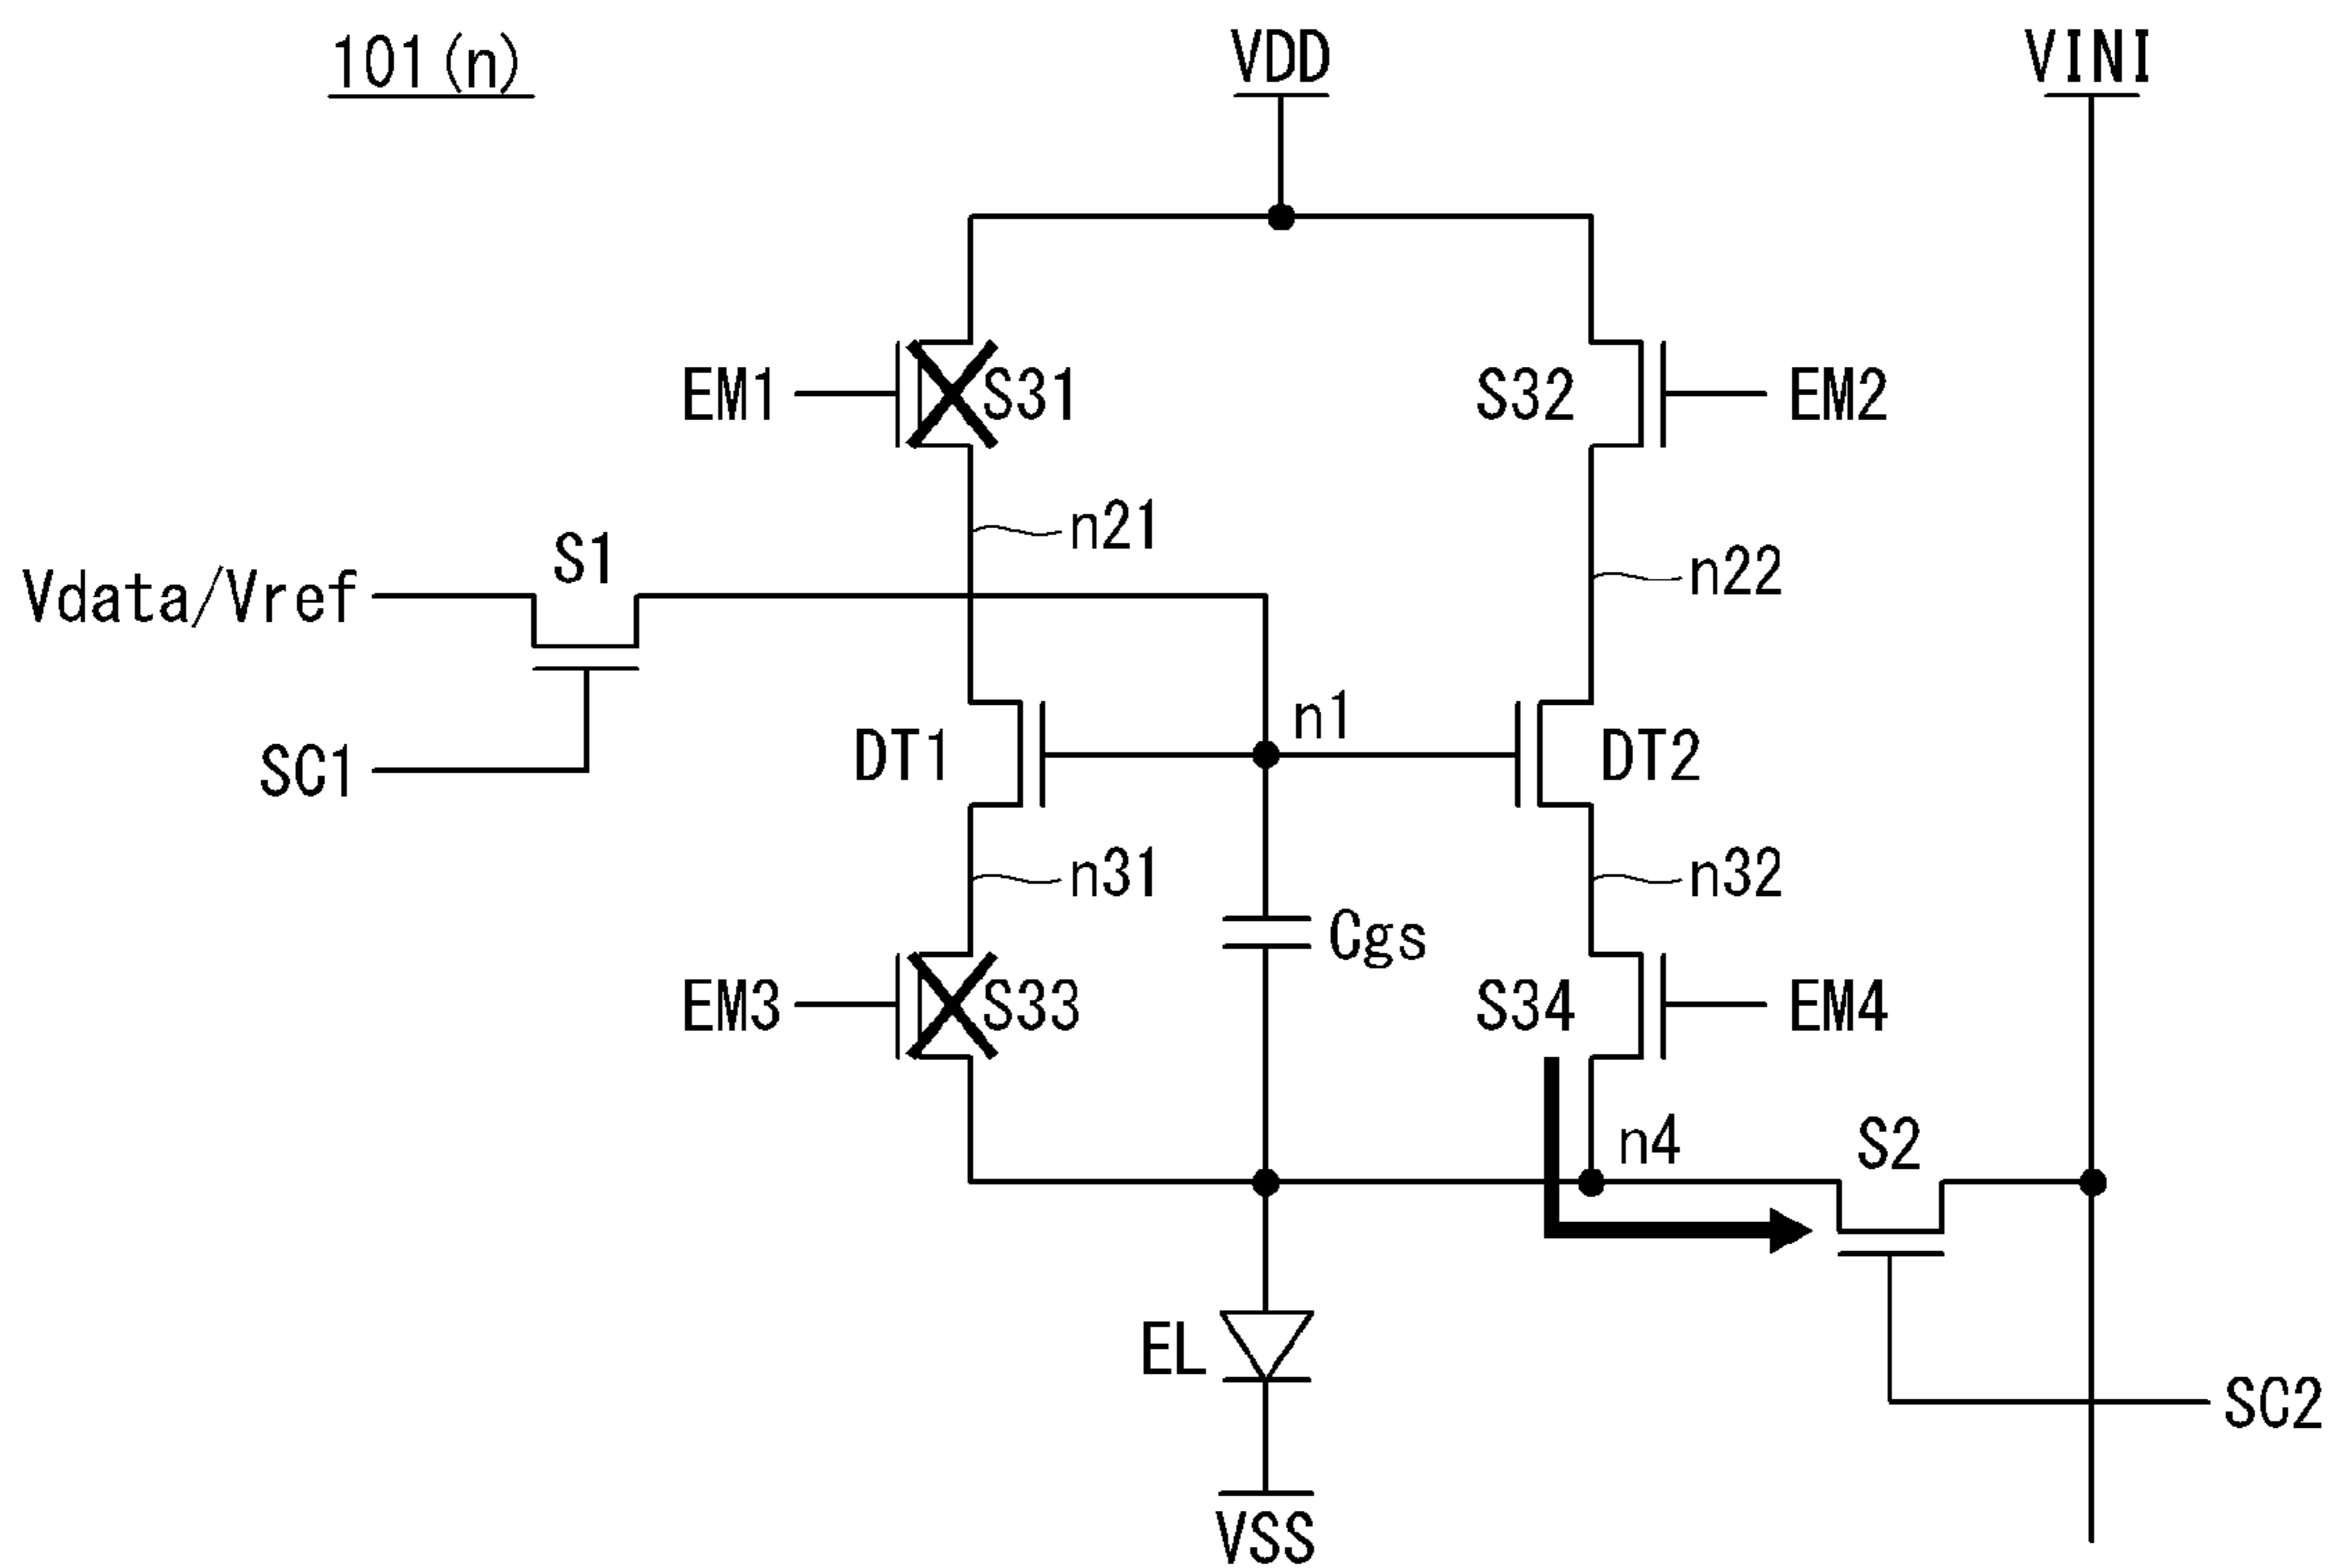 101(n)
VDD
VINI
EM1
S31
S32
EM2
n21
S1
n22
Vdata/Vref
n1
DT1
DT2
SC1
n31
n32
Cgs
EM3
S33
S34
EM4
n4
S2
EL
SC2
VSS